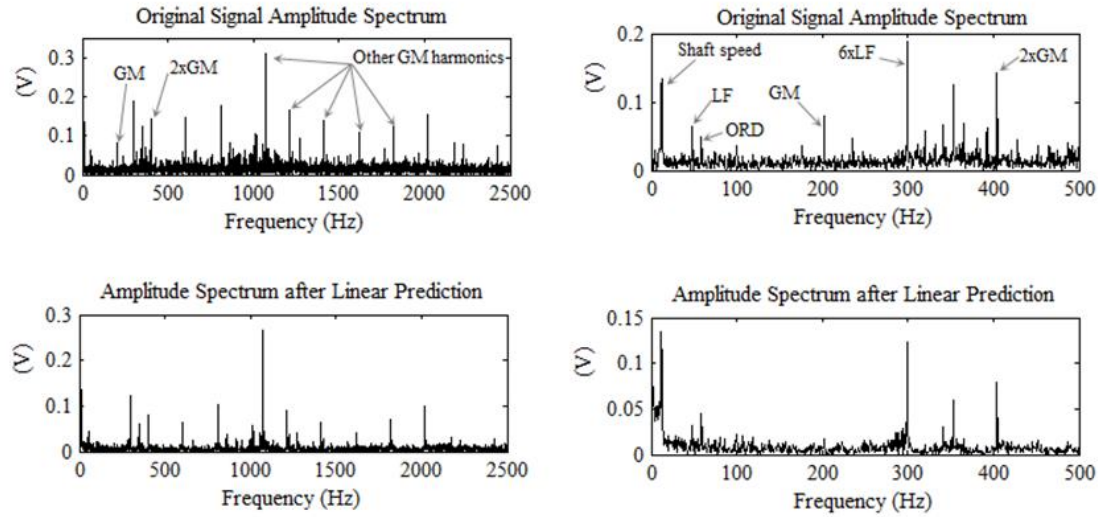 Original Signal Amplitude Spectrum
(V)
0.3
0.2
0.1
0
GM
2xGM
Other GM harmonics
0 500 1000 1500 2000 2500
Frequency (Hz)
Original Signal Amplitude Spectrum
(V)
0.2
0.1
0
Shaft speed
LF
ORD
GM
6xLF
2xGM
0 100 200 300 400 500
Frequency (Hz)
Amplitude Spectrum after Linear Prediction
(V)
0.3
0.2
0.1
0
0 500 1000 1500 2000 2500
Frequency (Hz)
Amplitude Spectrum after Linear Prediction
(V)
0.15
0.1
0.05
0
0 100 200 300 400 500
Frequency (Hz)